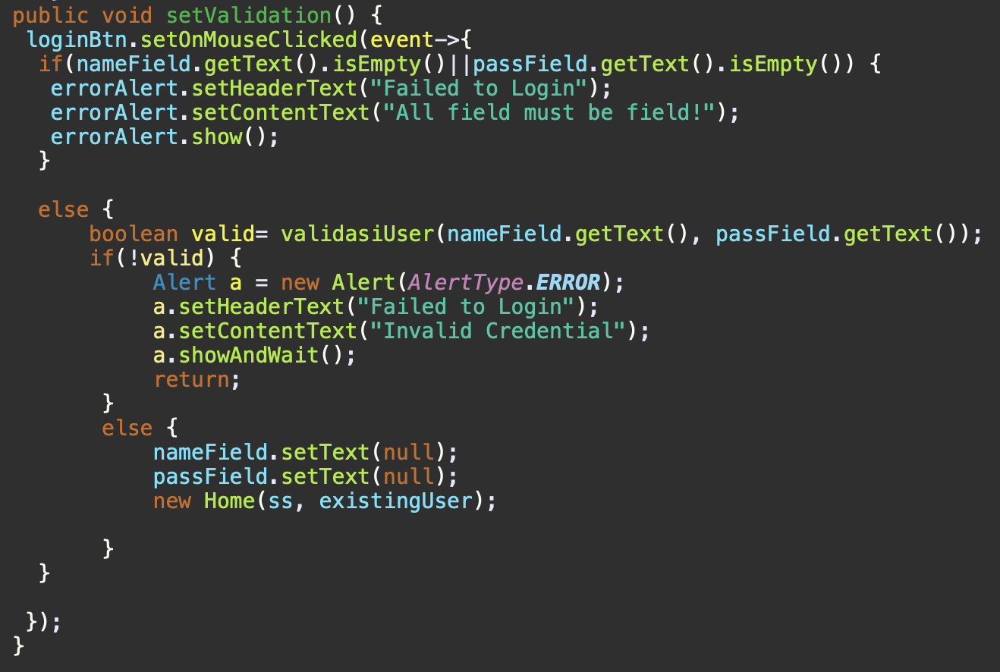 public void setValidation() {
loginBtn.setOnMouseClicked(event->{
if(nameField.getText().isEmpty()||passField.getText().isEmpty()) {
errorAlert.setHeaderText("Failed to Login");
errorAlert.setContentText("All field must be field!");
errorAlert.show();
}
else {
boolean valid= validasiUser(nameField.getText(), passField.getText());
if(!valid) {
Alert a = new Alert(AlertType.ERROR);
a.setHeaderText("Failed to Login");
a.setContentText("Invalid Credential");
a.showAndWait();
return;
}
else {
nameField.setText(null);
passField.setText(null);
new Home(ss, existingUser);
}
}
});
}